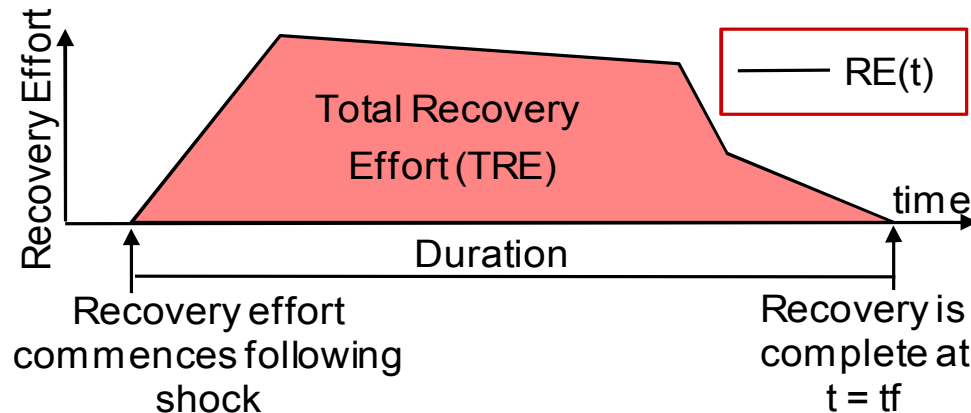 Recovery Effort
RE(t)
Total Recovery
Effort (TRE)
time
Duration
Recovery effort
commences following
shock
Recovery is
complete at
t = tf